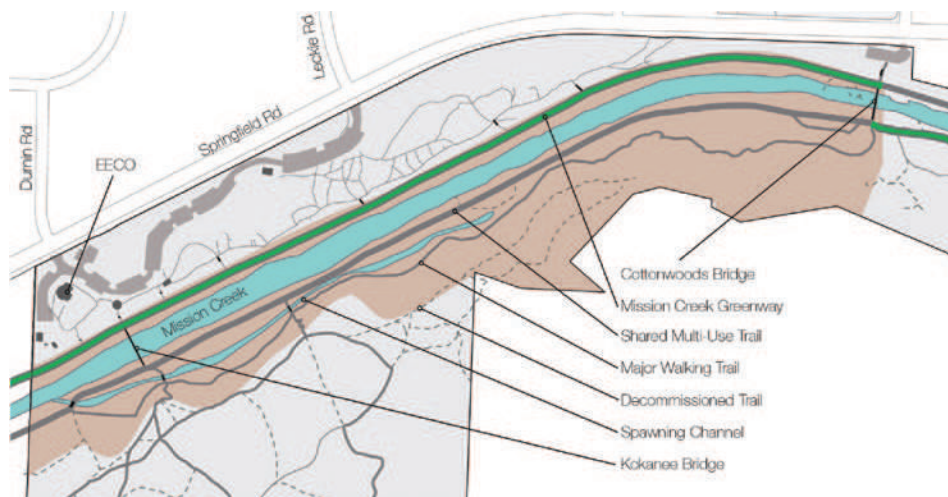 Leckie Rd
Durnin Rd
Springfield Rd
EECO
Mission Creek
Cottonwoods Bridge
Mission Creek Greenway
Shared Multi-Use Trail
Major Walking Trail
Decommissioned Trail
Spawning Channel
Kokanee Bridge